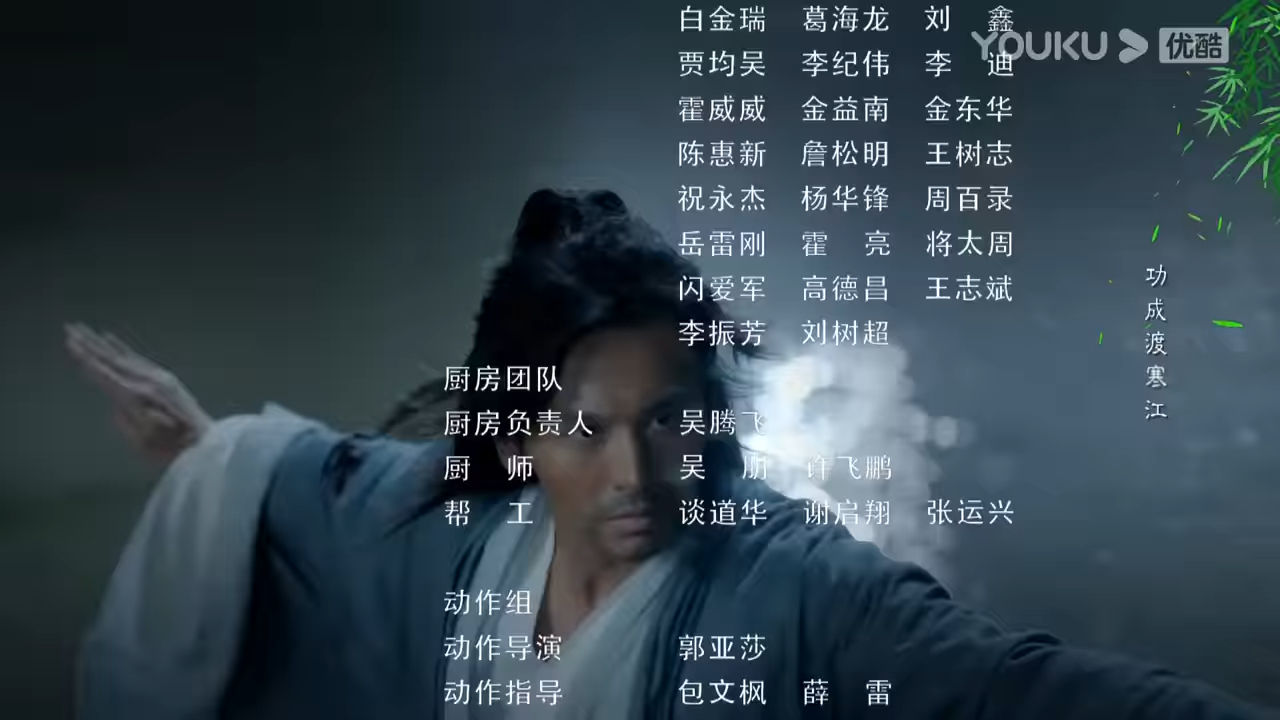 白金瑞 葛海龙 刘 鑫
YOUKU 优酷
贾均吴 李纪伟 李 迪
霍威威 金益南 金东华
陈惠新 詹松明 王树志
祝永杰 杨华锋 周百录
岳雷刚 霍 亮 将太周
闪爱军 高德昌 王志斌
李振芳 刘树超
功成渡寒江
厨房团队
厨房负责人 吴腾飞
厨 师 吴 朋 许飞鹏
帮 工 谈道华 谢启翔 张运兴
动作组
动作导演 郭亚莎
动作指导 包文枫 薛 雷